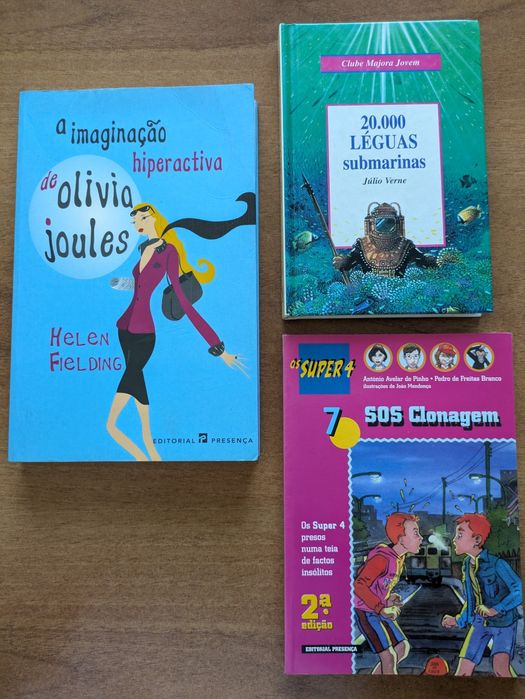 a imaginação
hiperactiva
de olivia
joules
HELEN
FIELDING
EDITORIAL PRESENÇA
Clube Majora Jovem
20.000
LÉGUAS
submarinas
Júlio Verne
OS SUPER 4
António Avelar de Pinho • Pedro de Freitas Branco
ilustrações de João Mendonça
7 SOS Clonagem
Os Super 4
presos
numa teia
de factos
insólitos
2.ª
edição
EDITORIAL PRESENÇA